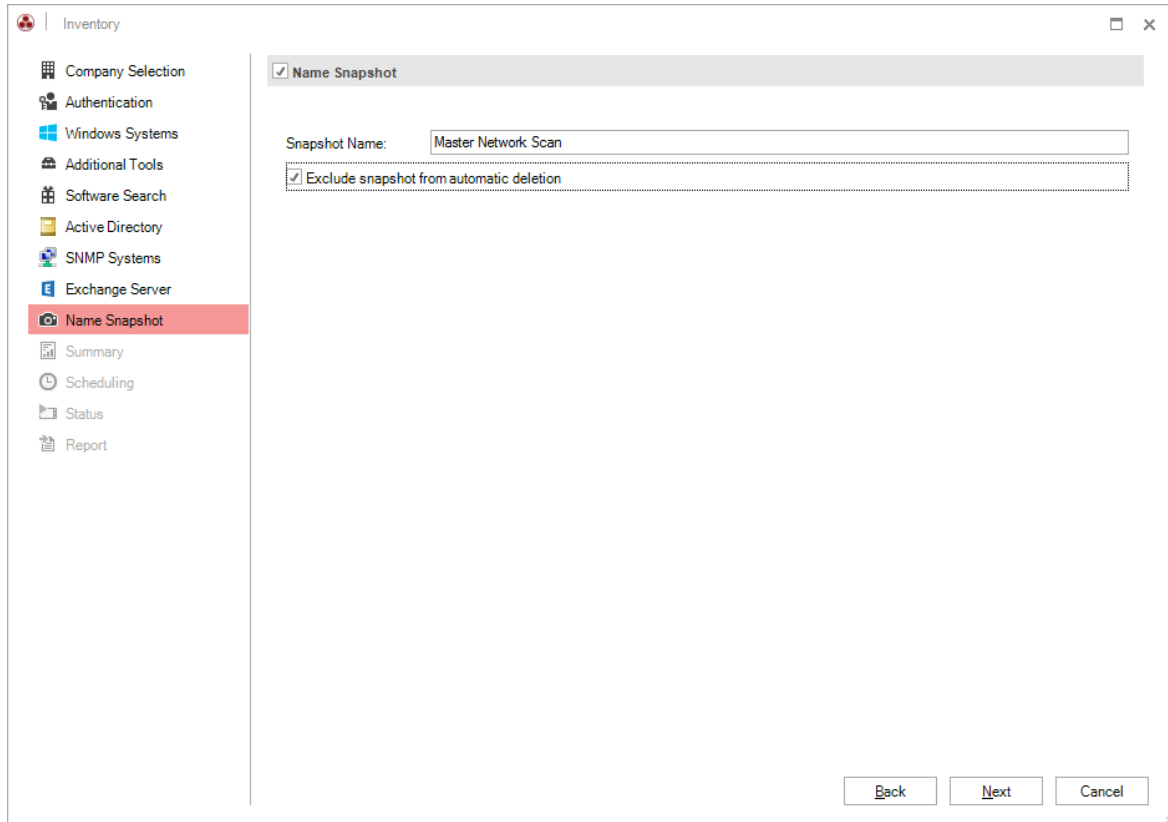 Inventory
Company Selection
Authentication
Windows Systems
Additional Tools
Software Search
Active Directory
SNMP Systems
Exchange Server
Name Snapshot
Summary
Scheduling
Status
Report
Name Snapshot
Snapshot Name: Master Network Scan
Exclude snapshot from automatic deletion
Back Next Cancel